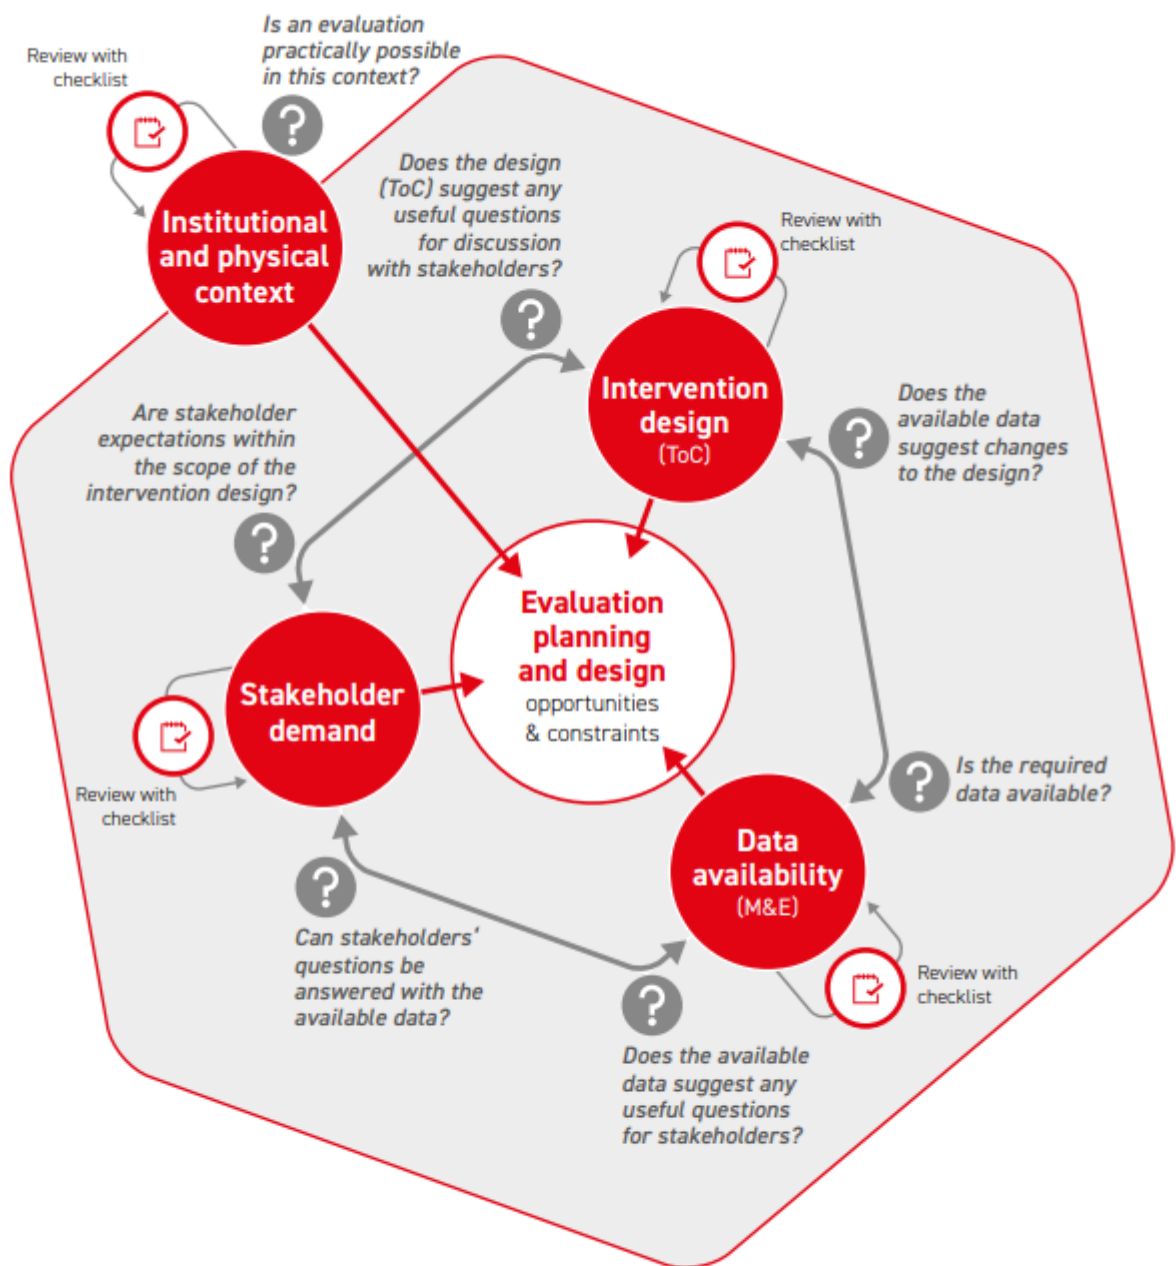 Is an evaluation
practically possible
in this context?
Review with
checklist
Institutional
and physical
context
Does the design
(ToC) suggest any
useful questions
for discussion
with stakeholders?
Review with
checklist
Intervention
design
(ToC)
Are stakeholder
expectations within
the scope of the
intervention design?
Does the
available data
suggest changes
to the design?
Evaluation
planning
and design
opportunities
& constraints
Stakeholder
demand
Review with
checklist
Is the required
data available?
Data
availability
(M&E)
Can stakeholders'
questions be
answered with the
available data?
Review with
checklist
Does the available
data suggest any
useful questions
for stakeholders?